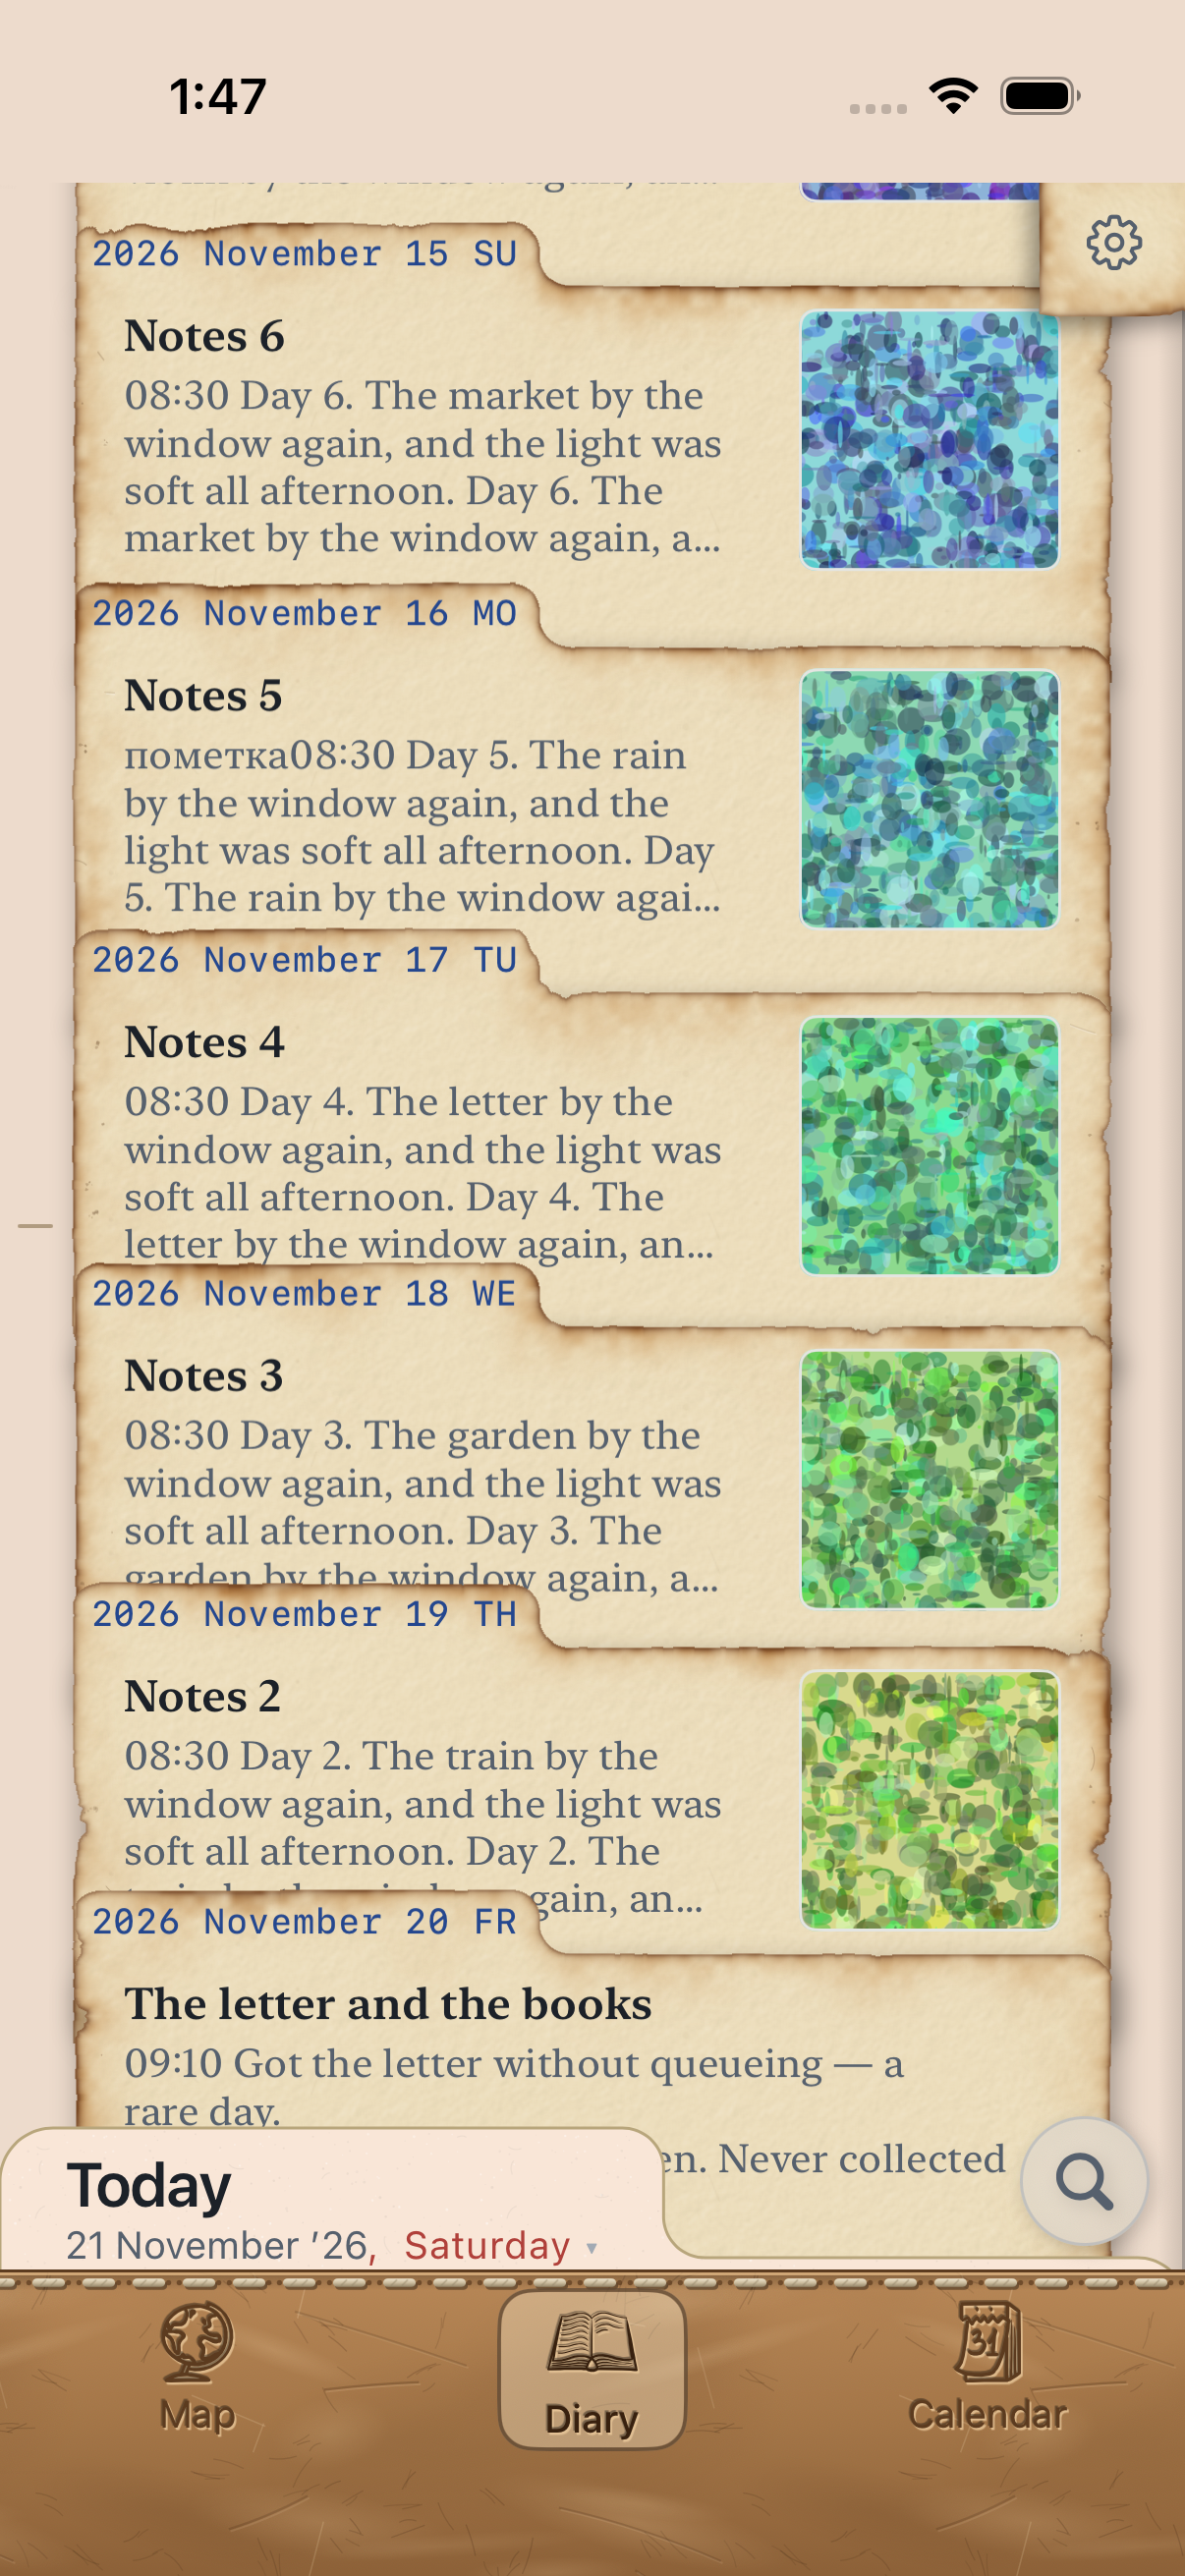 1:47
again, an...
2026 November 15 SU
Notes 6
08:30 Day 6. The market by the
window again, and the light was
soft all afternoon. Day 6. The
market by the window again, a...
2026 November 16 MO
Notes 5
пометка08:30 Day 5. The rain
by the window again, and the
light was soft all afternoon. Day
5. The rain by the window agai...
2026 November 17 TU
Notes 4
08:30 Day 4. The letter by the
window again, and the light was
soft all afternoon. Day 4. The
letter by the window again, an...
2026 November 18 WE
Notes 3
08:30 Day 3. The garden by the
window again, and the light was
soft all afternoon. Day 3. The
garden by the window again, a...
2026 November 19 TH
Notes 2
08:30 Day 2. The train by the
window again, and the light was
soft all afternoon. Day 2. The
gain, an...
2026 November 20 FR
The letter and the books
09:10 Got the letter without queueing — a
rare day.
en. Never collected
Today
21 November ’26, Saturday
31
Map
Diary
Calendar